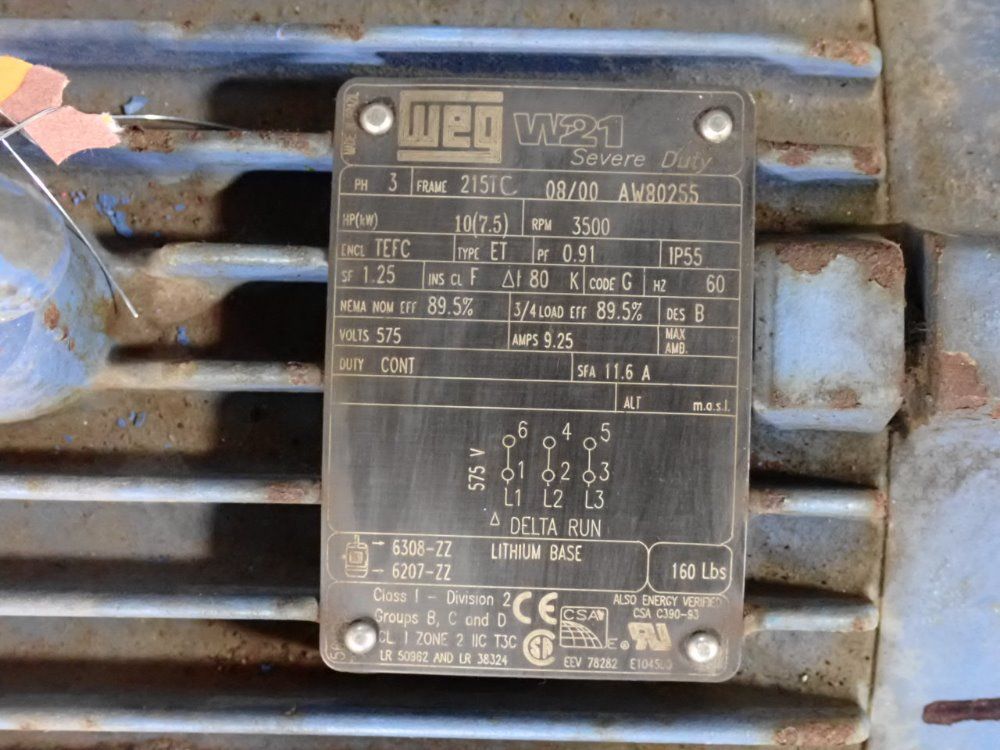 WEG W21
Severe Duty
PH 3 FRAME 215TC 08/00 AW80255
HP(kW) 10(7.5) RPM 3500
ENCL TEFC TYPE ET PF 0.91 IP55
SF 1.25 INS CL F Δt 80 K CODE G HZ 60
NEMA NOM EFF 89.5% 3/4 LOAD EFF 89.5% DES B
VOLTS 575 AMPS 9.25 MAX AMB.
DUTY CONT SFA 11.6 A
ALT m.a.s.l.
6 4 5
575 V
1 2 3
L1 L2 L3
Δ DELTA RUN
6308-ZZ LITHIUM BASE
6207-ZZ
160 Lbs
Class I - Division 2 CE ALSO ENERGY VERIFIED
Groups B, C and D CSA CSA C390-93
CL. I ZONE 2 IIC T3C
LR 50962 AND LR 38324 EEV 78282